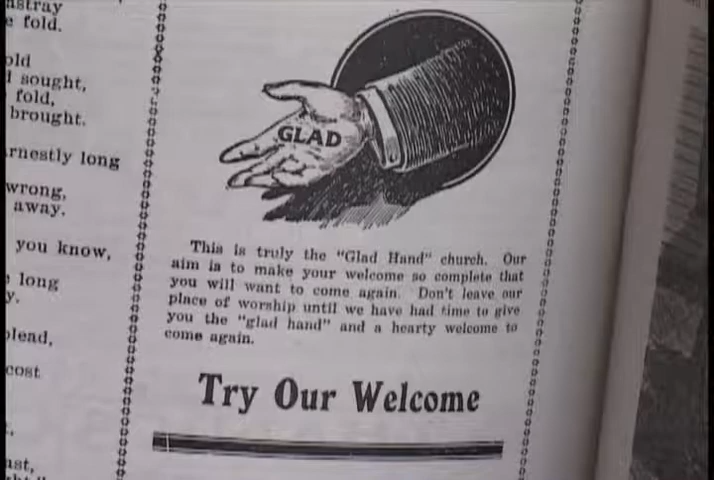 astray
e fold.
old
l sought,
fold,
brought.
rnestly long
wrong,
away.
you know,
e long
y.
plead,
cost
ast,
GLAD
This is truly the "Glad Hand" church. Our
aim is to make your welcome so complete that
you will want to come again. Don't leave our
place of worship until we have had time to give
you the "glad hand" and a hearty welcome to
come again.
Try Our Welcome